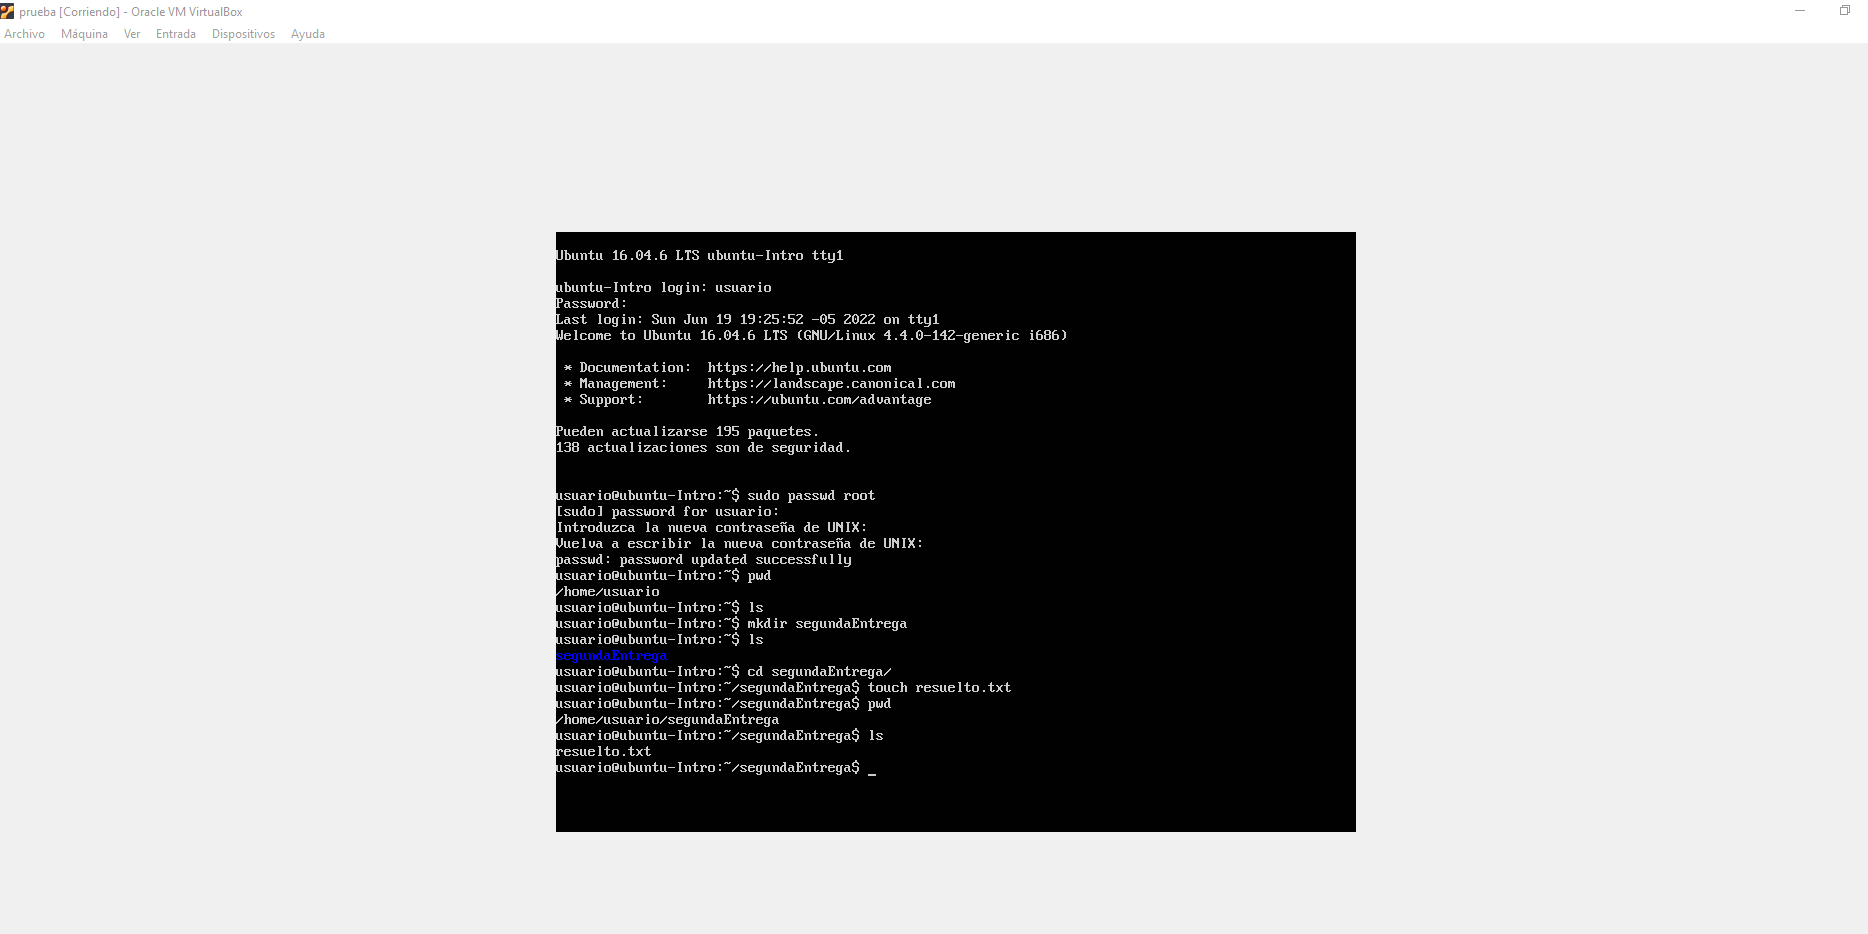 prueba [Corriendo] - Oracle VM VirtualBox
Archivo Máquina Ver Entrada Dispositivos Ayuda
Ubuntu 16.04.6 LTS ubuntu-Intro tty1
ubuntu-Intro login: usuario
Password:
Last login: Sun Jun 19 19:25:52 -05 2022 on tty1
Welcome to Ubuntu 16.04.6 LTS (GNU/Linux 4.4.0-142-generic i686)
* Documentation:  https://help.ubuntu.com
* Management:     https://landscape.canonical.com
* Support:        https://ubuntu.com/advantage
Pueden actualizarse 195 paquetes.
138 actualizaciones son de seguridad.
usuario@ubuntu-Intro:~$ sudo passwd root
[sudo] password for usuario:
Introduzca la nueva contraseña de UNIX:
Vuelva a escribir la nueva contraseña de UNIX:
passwd: password updated successfully
usuario@ubuntu-Intro:~$ pwd
/home/usuario
usuario@ubuntu-Intro:~$ ls
usuario@ubuntu-Intro:~$ mkdir segundaEntrega
usuario@ubuntu-Intro:~$ ls
segundaEntrega
usuario@ubuntu-Intro:~$ cd segundaEntrega/
usuario@ubuntu-Intro:~/segundaEntrega$ touch resuelto.txt
usuario@ubuntu-Intro:~/segundaEntrega$ pwd
/home/usuario/segundaEntrega
usuario@ubuntu-Intro:~/segundaEntrega$ ls
resuelto.txt
usuario@ubuntu-Intro:~/segundaEntrega$ _